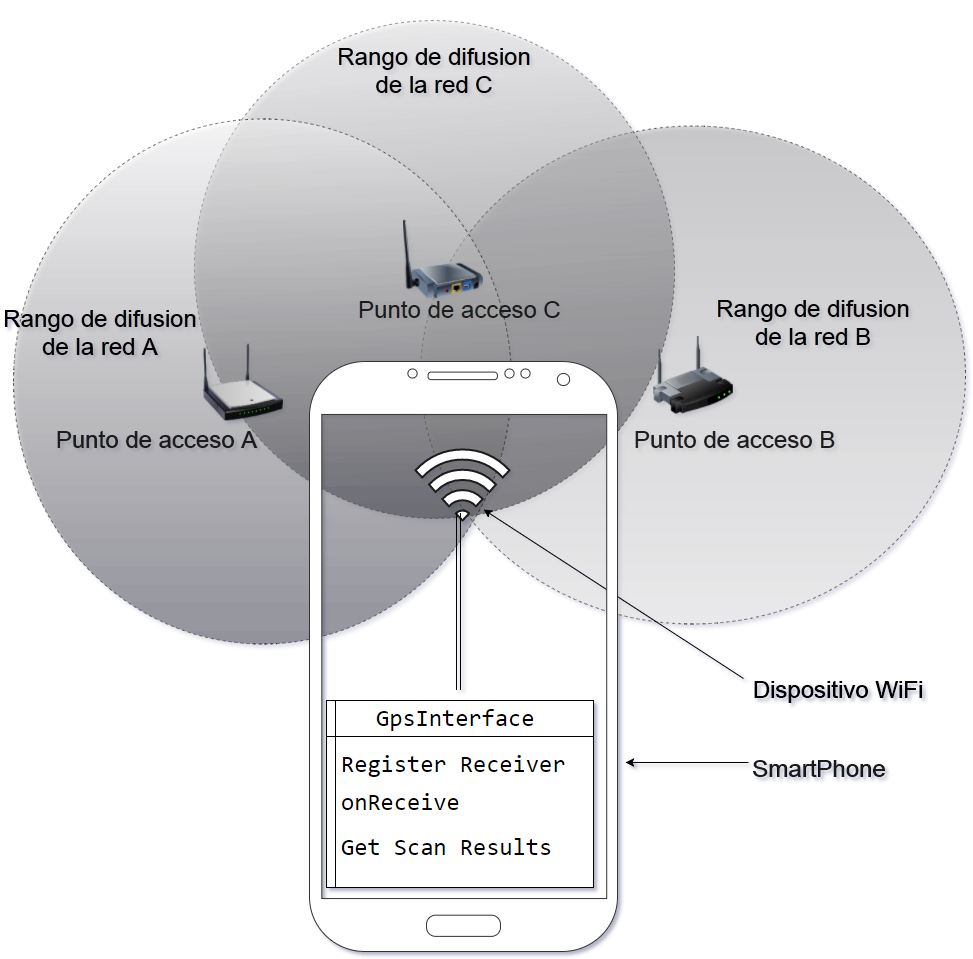 Rango de difusion
de la red C
Punto de acceso C
Rango de difusion
de la red A
Punto de acceso A
Rango de difusion
de la red B
Punto de acceso B
Dispositivo WiFi
SmartPhone
GpsInterface
Register Receiver
onReceive
Get Scan Results